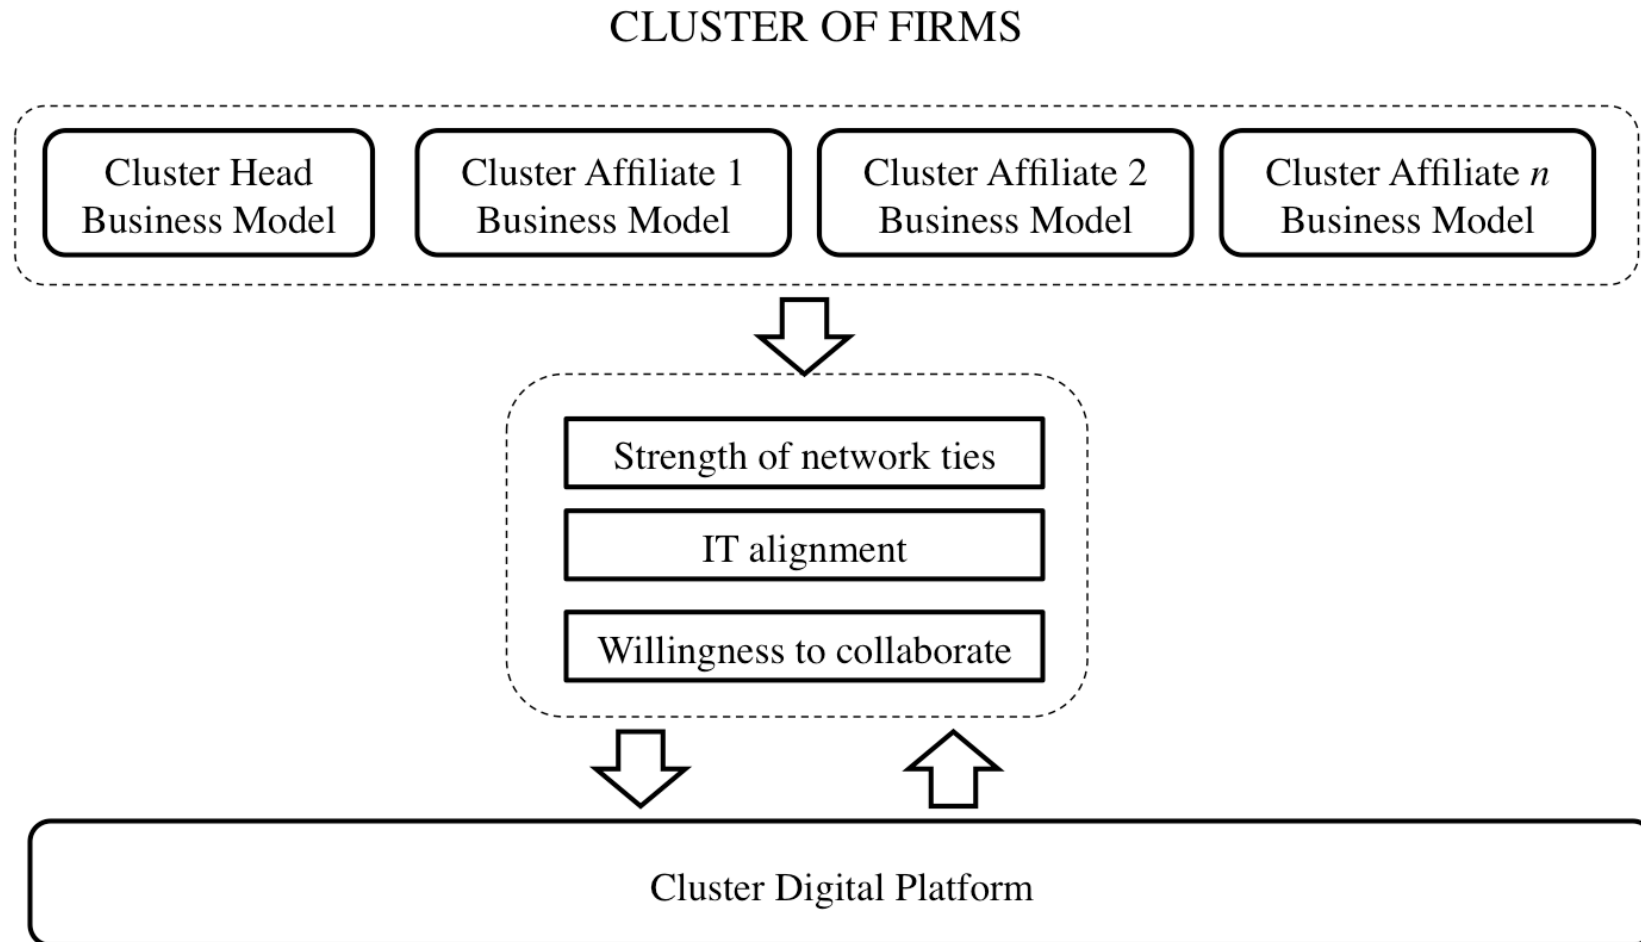 CLUSTER OF FIRMS
Cluster Head
Business Model
Cluster Affiliate 1
Business Model
Cluster Affiliate 2
Business Model
Cluster Affiliate n
Business Model
Strength of network ties
IT alignment
Willingness to collaborate
Cluster Digital Platform